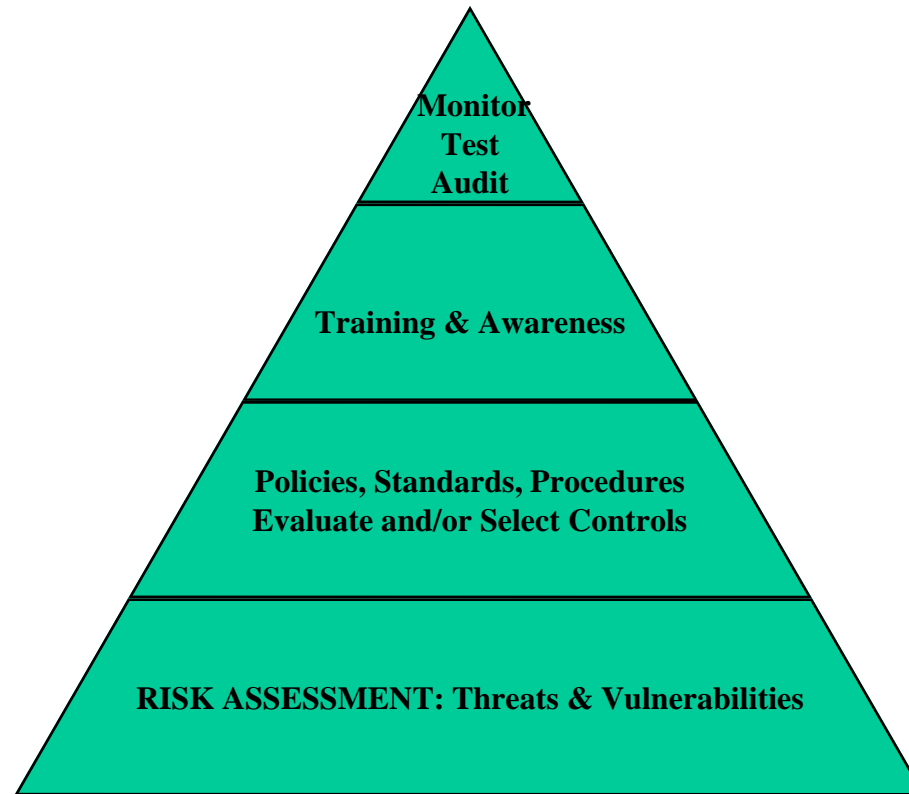 Monitor
Test
Audit
Training & Awareness
Policies, Standards, Procedures
Evaluate and/or Select Controls
RISK ASSESSMENT: Threats & Vulnerabilities